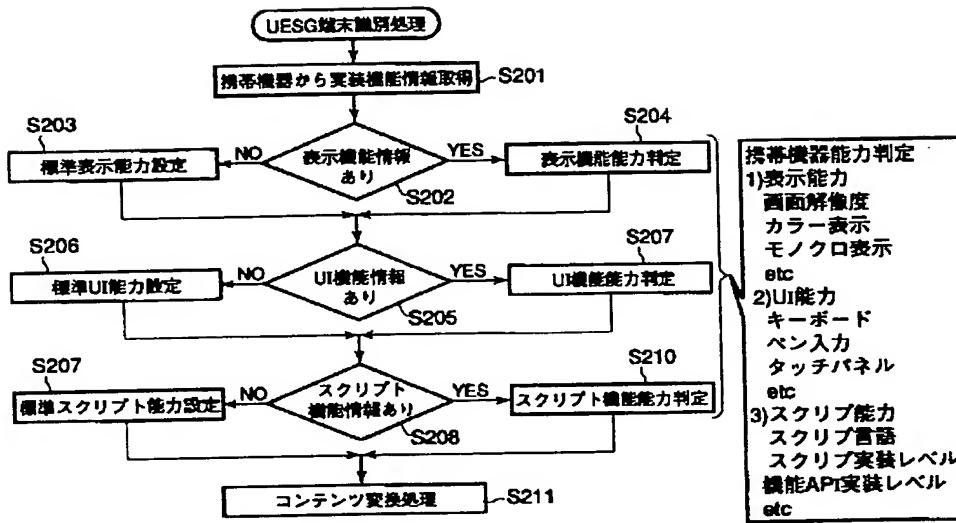 UESG端末識別処理
携帯機器から実装機能情報取得
S201
S203
標準表示能力設定
NO
表示機能情報
あり
S202
YES
S204
表示機能能力判定
S206
標準UI能力設定
NO
UI機能情報
あり
S205
YES
S207
UI機能能力判定
S207
標準スクリプト能力設定
NO
スクリプト
機能情報あり
S208
YES
S210
スクリプト機能能力判定
コンテンツ変換処理
S211
携帯機器能力判定
1)表示能力
画面解像度
カラー表示
モノクロ表示
etc
2)UI能力
キーボード
ペン入力
タッチパネル
etc
3)スクリプ能力
スクリプ言語
スクリプ実装レベル
機能API実装レベル
etc